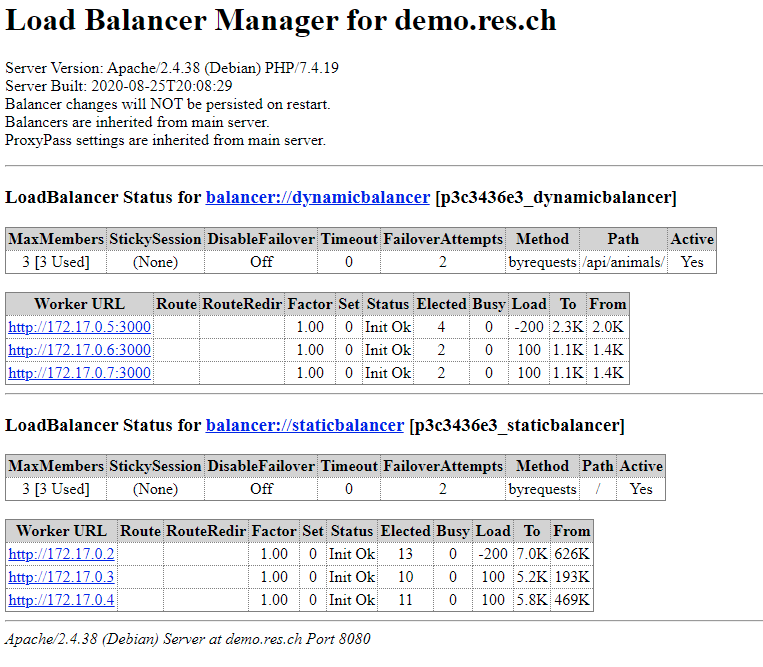 Load Balancer Manager for demo.res.ch
Server Version: Apache/2.4.38 (Debian) PHP/7.4.19
Server Built: 2020-08-25T20:08:29
Balancer changes will NOT be persisted on restart.
Balancers are inherited from main server.
ProxyPass settings are inherited from main server.
LoadBalancer Status for balancer://dynamicbalancer [p3c3436e3_dynamicbalancer]
MaxMembers StickySession DisableFailover Timeout FailoverAttempts Method Path Active
3 [3 Used] (None) Off 0 2 byrequests /api/animals/ Yes
Worker URL Route RouteRedir Factor Set Status Elected Busy Load To From
http://172.17.0.5:3000 1.00 0 Init Ok 4 0 -200 2.3K 2.0K
http://172.17.0.6:3000 1.00 0 Init Ok 2 0 100 1.1K 1.4K
http://172.17.0.7:3000 1.00 0 Init Ok 2 0 100 1.1K 1.4K
LoadBalancer Status for balancer://staticbalancer [p3c3436e3_staticbalancer]
MaxMembers StickySession DisableFailover Timeout FailoverAttempts Method Path Active
3 [3 Used] (None) Off 0 2 byrequests / Yes
Worker URL Route RouteRedir Factor Set Status Elected Busy Load To From
http://172.17.0.2 1.00 0 Init Ok 13 0 -200 7.0K 626K
http://172.17.0.3 1.00 0 Init Ok 10 0 100 5.2K 193K
http://172.17.0.4 1.00 0 Init Ok 11 0 100 5.8K 469K
Apache/2.4.38 (Debian) Server at demo.res.ch Port 8080